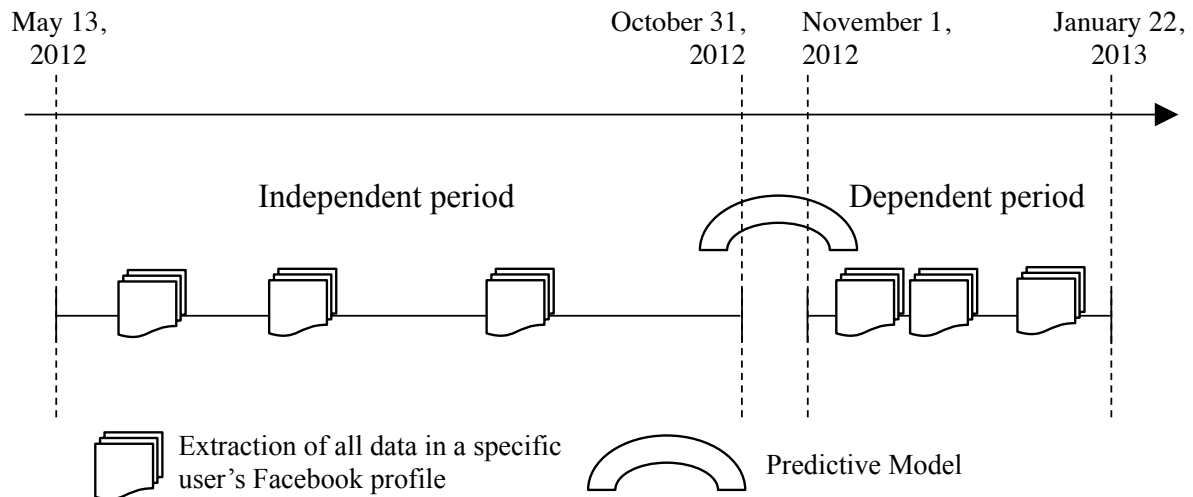 May 13,
2012
October 31,
2012
November 1,
2012
January 22,
2013
Independent period
Dependent period
Extraction of all data in a specific
user’s Facebook profile
Predictive Model